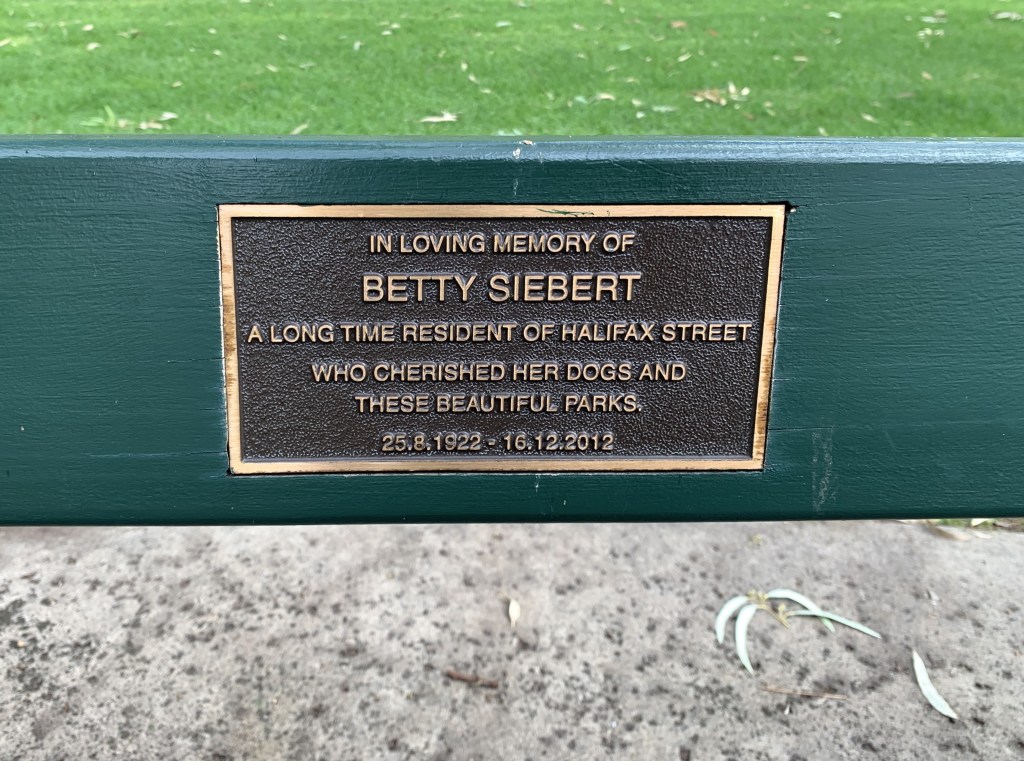 IN LOVING MEMORY OF
BETTY SIEBERT
A LONG TIME RESIDENT OF HALIFAX STREET
WHO CHERISHED HER DOGS AND
THESE BEAUTIFUL PARKS.
25.8.1922 - 16.12.2012